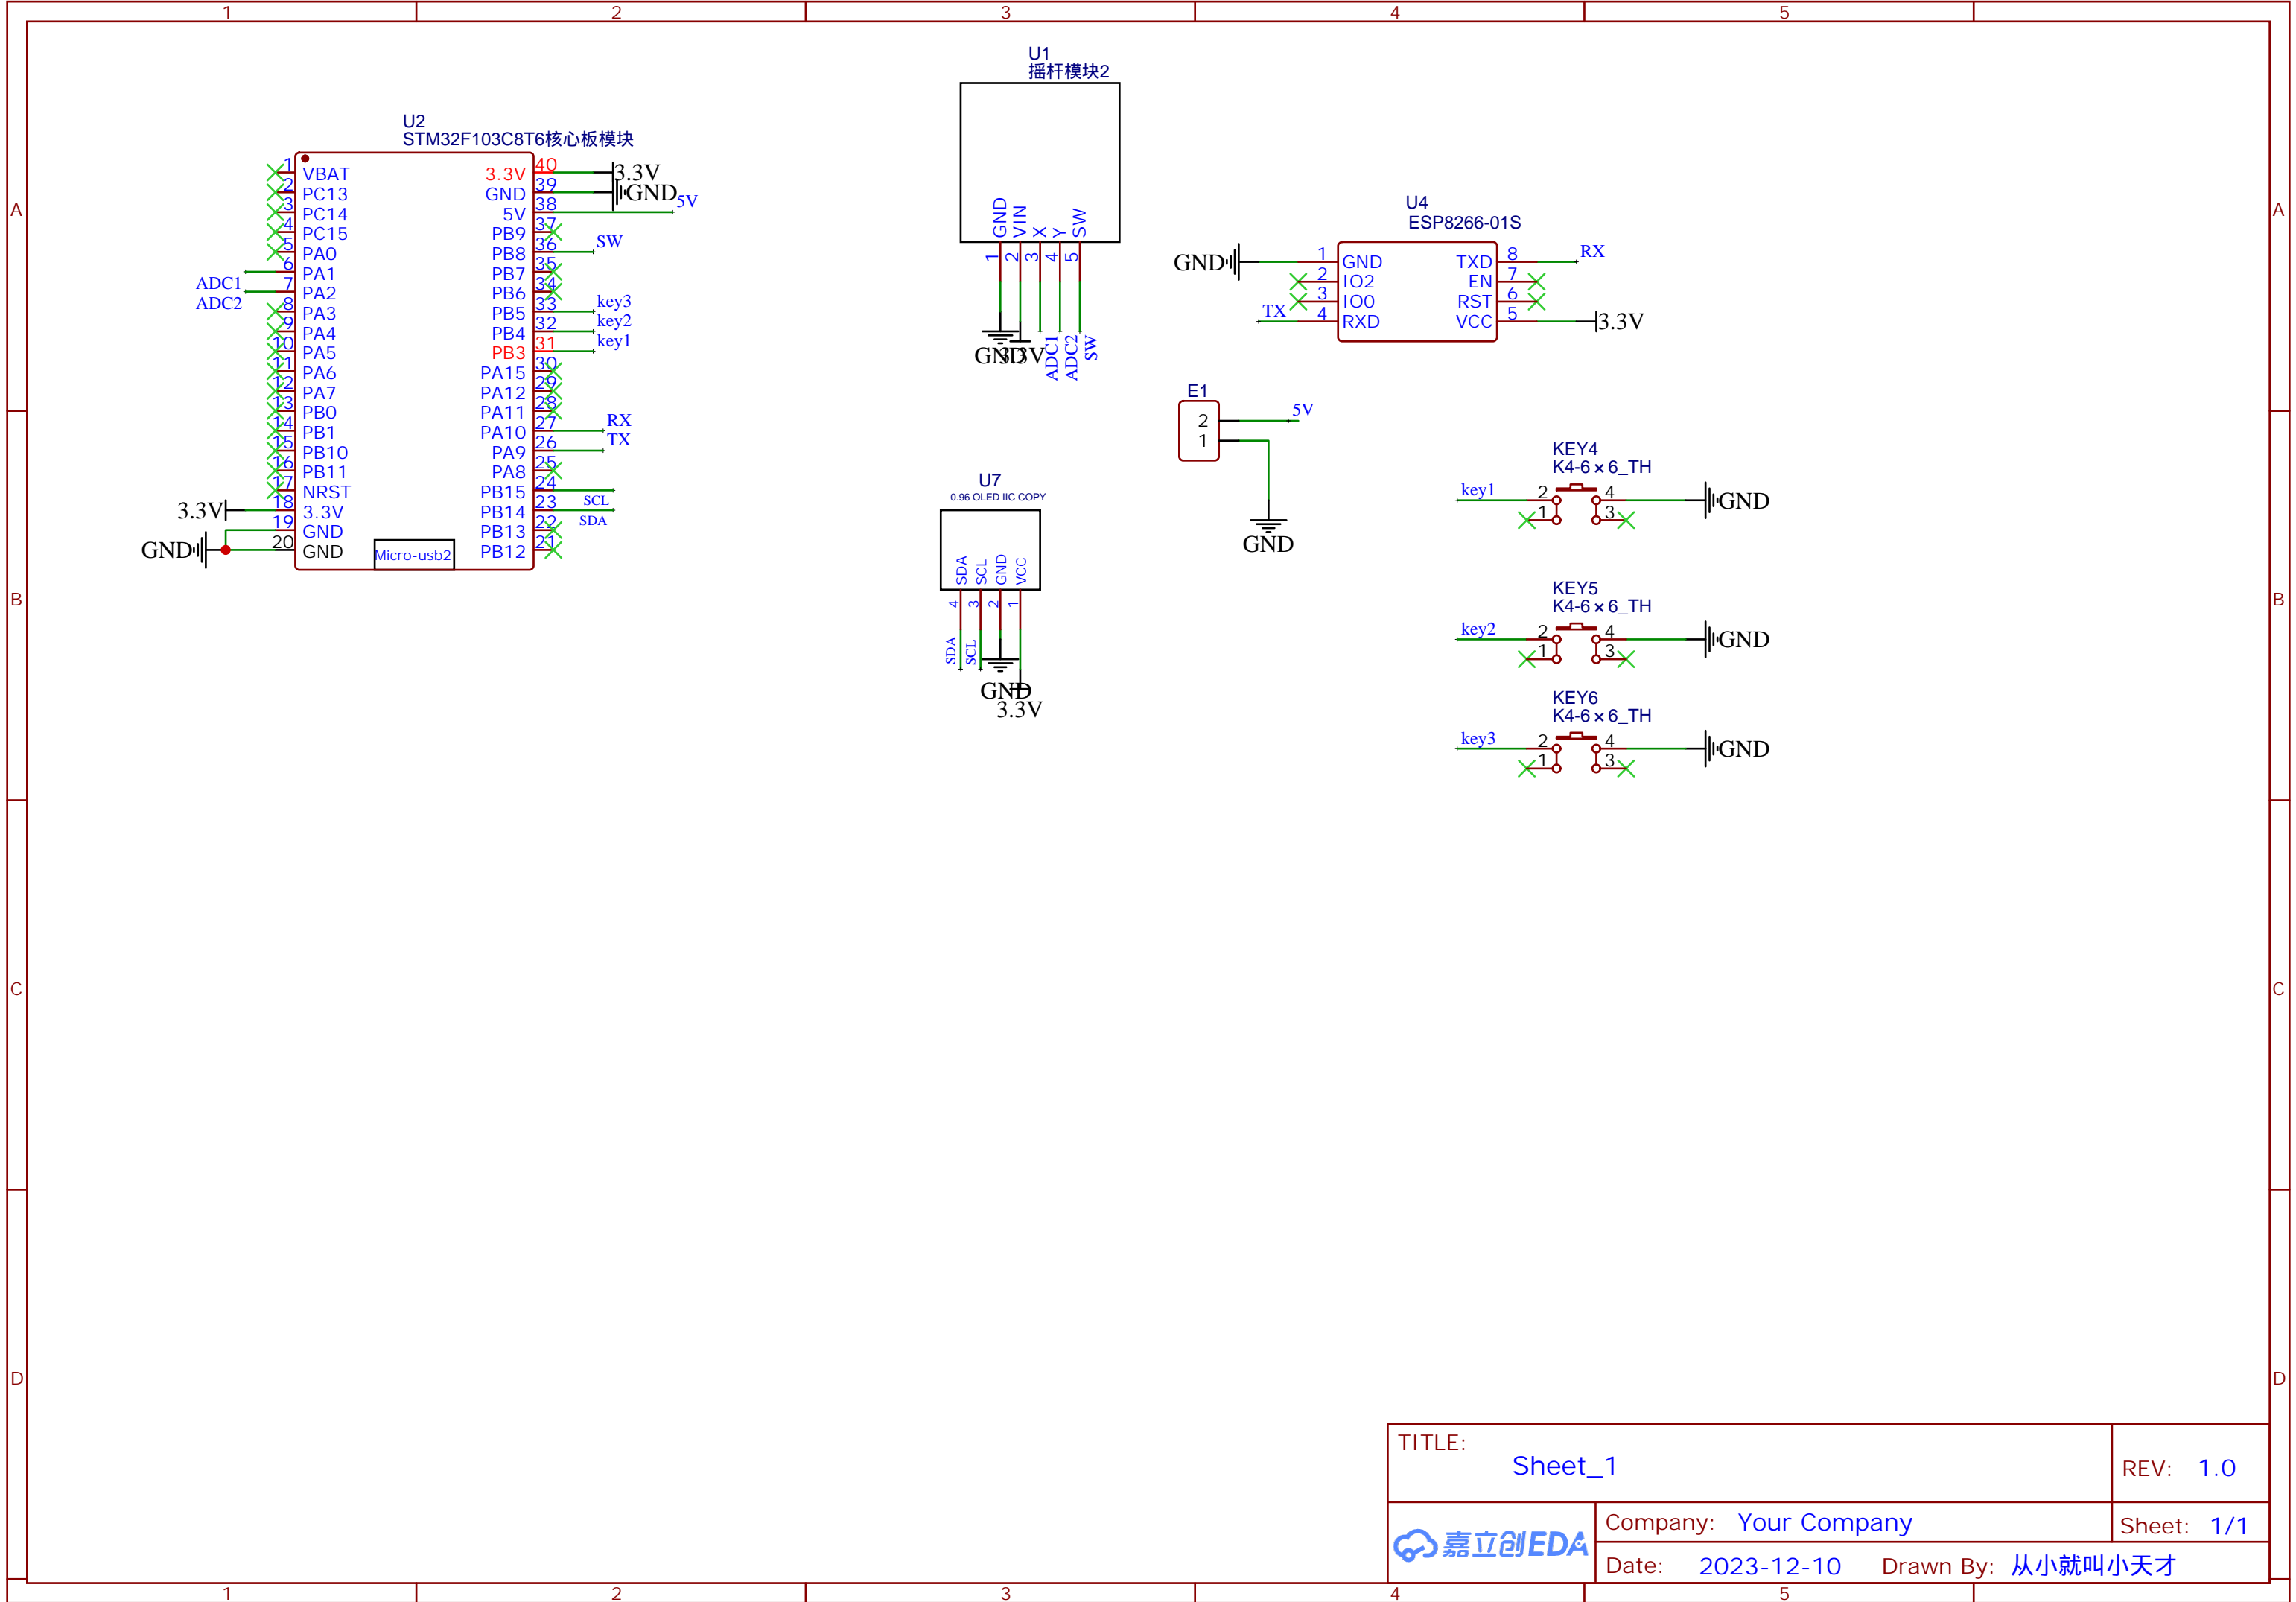 1 2 3 4 5
A A
B B
C C
D D
1 2 3 4 5
U2
STM32F103C8T6核心板模块
1 VBAT
2 PC13
3 PC14
4 PC15
5 PA0
ADC1 6 PA1
ADC2 7 PA2
8 PA3
9 PA4
10 PA5
11 PA6
12 PA7
13 PB0
14 PB1
15 PB10
16 PB11
17 NRST
3.3V 18 3.3V
19 GND
GND 20 GND
Micro-usb2
3.3V 40 3.3V
GND 39 GND
5V 38 5V
PB9 37
PB8 36 SW
PB7 35
PB6 34
PB5 33 key3
PB4 32 key2
PB3 31 key1
PA15 30
PA12 29
PA11 28
PA10 27 RX
PA9 26 TX
PA8 25
PB15 24 SCL
PB14 23 SDA
PB13 22
PB12 21
U1
摇杆模块2
GND VIN X Y SW
1 2 3 4 5
GND 3.3V ADC1 ADC2 SW
U4
ESP8266-01S
GND 1 GND TXD 8 RX
2 IO2 EN 7
3 IO0 RST 6
TX 4 RXD VCC 5 3.3V
E1
2 5V
1
GND
U7
0.96 OLED IIC COPY
SDA SCL GND VCC
4 3 2 1
SDA SCL GND
3.3V
KEY4
K4-6×6_TH
key1 2 4 GND
1 3
KEY5
K4-6×6_TH
key2 2 4 GND
1 3
KEY6
K4-6×6_TH
key3 2 4 GND
1 3
TITLE:
Sheet_1
REV: 1.0
嘉立创EDA
Company: Your Company
Sheet: 1/1
Date: 2023-12-10 Drawn By: 从小就叫小天才